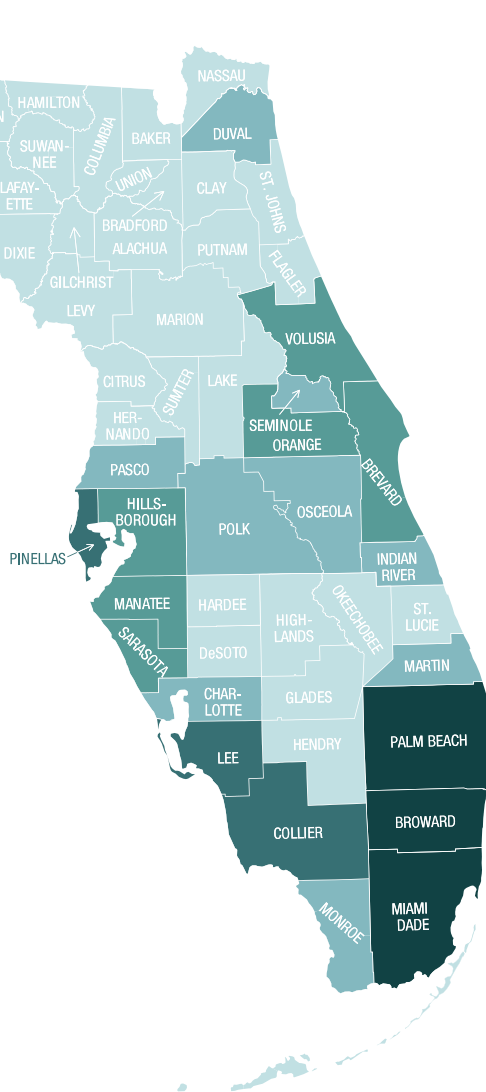 NASSAU
HAMILTON
N
COLUMBIA
BAKER
DUVAL
SUWAN-
NEE
UNION
CLAY
ST. JOHNS
LAFAY-
ETTE
BRADFORD
ALACHUA
PUTNAM
DIXIE
FLAGLER
GILCHRIST
LEVY
MARION
VOLUSIA
CITRUS
SUMTER
LAKE
HER-
NANDO
SEMINOLE
ORANGE
PASCO
BREVARD
HILLS-
BOROUGH
POLK
OSCEOLA
PINELLAS
INDIAN
RIVER
MANATEE
HARDEE
HIGH-
LANDS
OKEECHOBEE
ST.
LUCIE
SARASOTA
DeSOTO
MARTIN
CHAR-
LOTTE
GLADES
PALM BEACH
LEE
HENDRY
BROWARD
COLLIER
MONROE
MIAMI
DADE